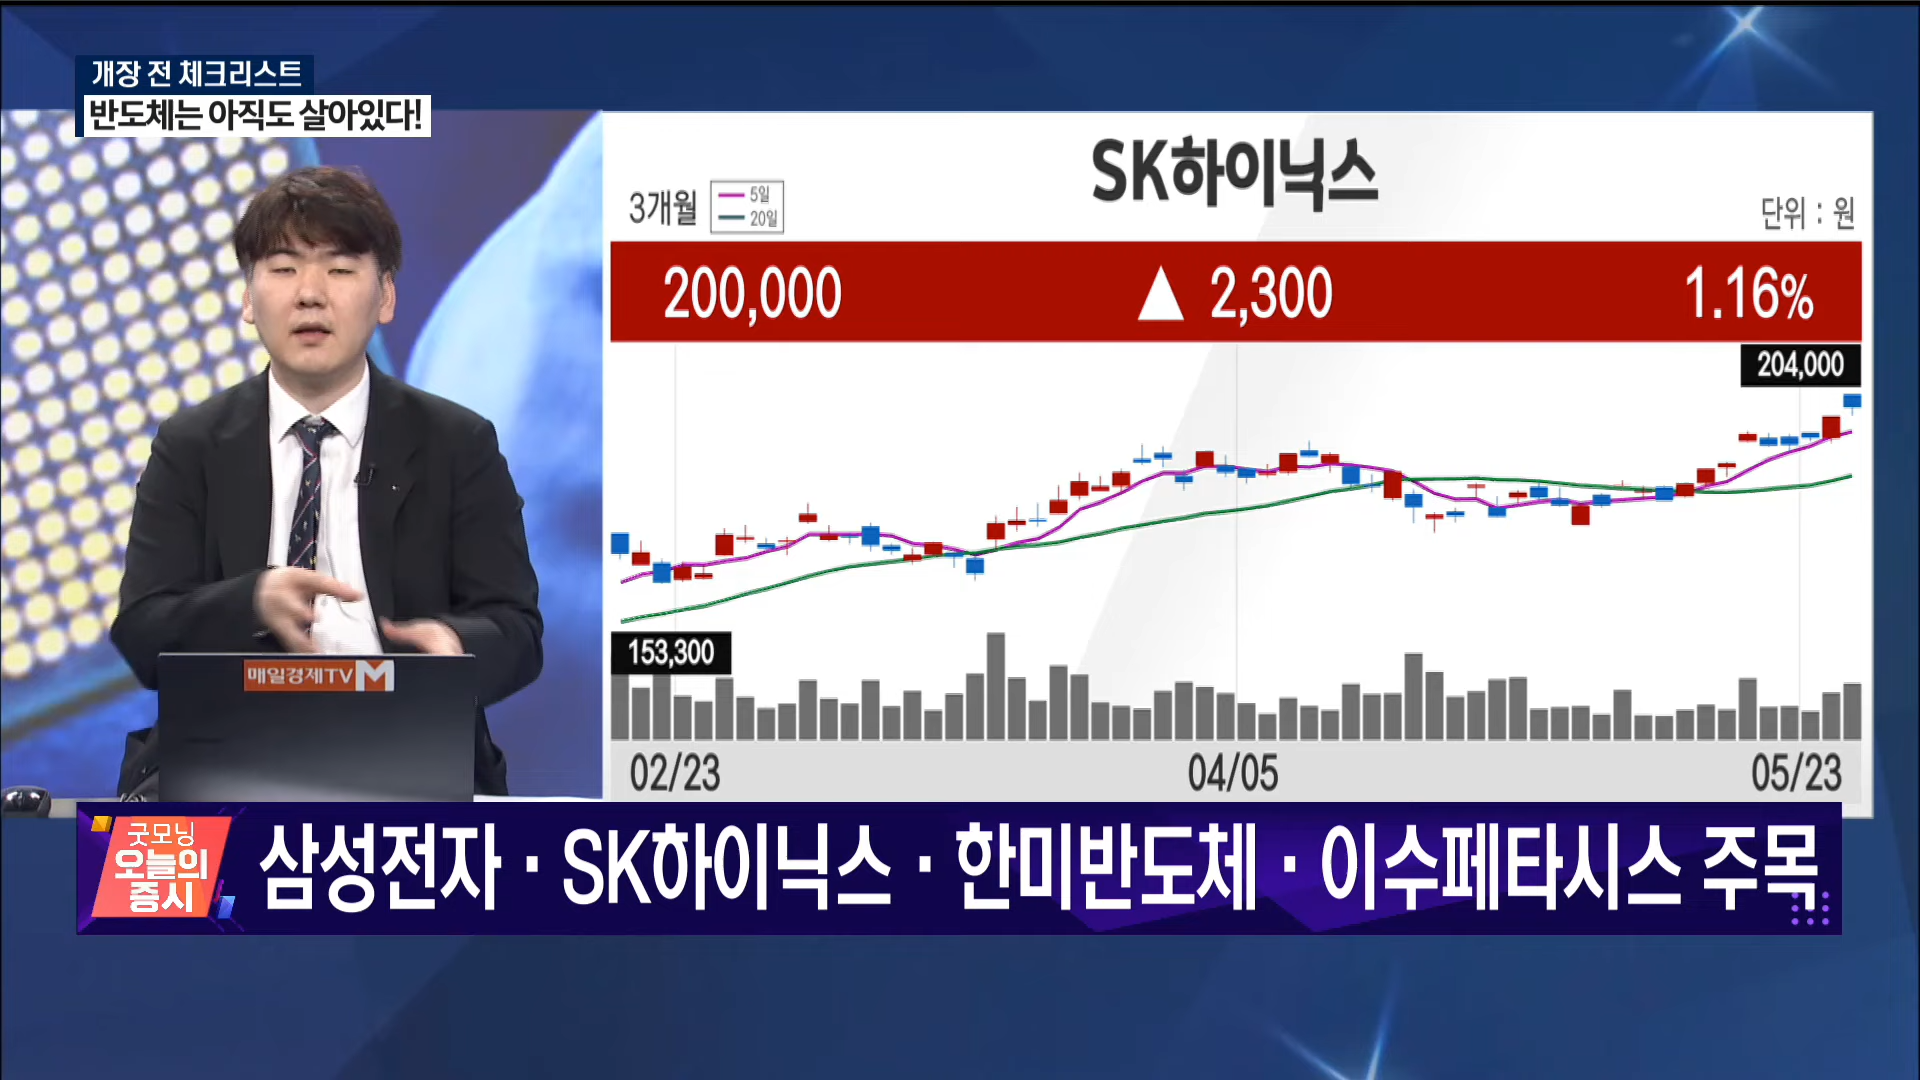 개장 전 체크리스트
반도체는 아직도 살아있다!
SK하이닉스
3개월
5일
20일
단위 : 원
200,000 ▲ 2,300 1.16%
204,000
153,300
02/23 04/05 05/23
매일경제TV M
굿모닝
오늘의
증시
삼성전자 · SK하이닉스 · 한미반도체 · 이수페타시스 주목